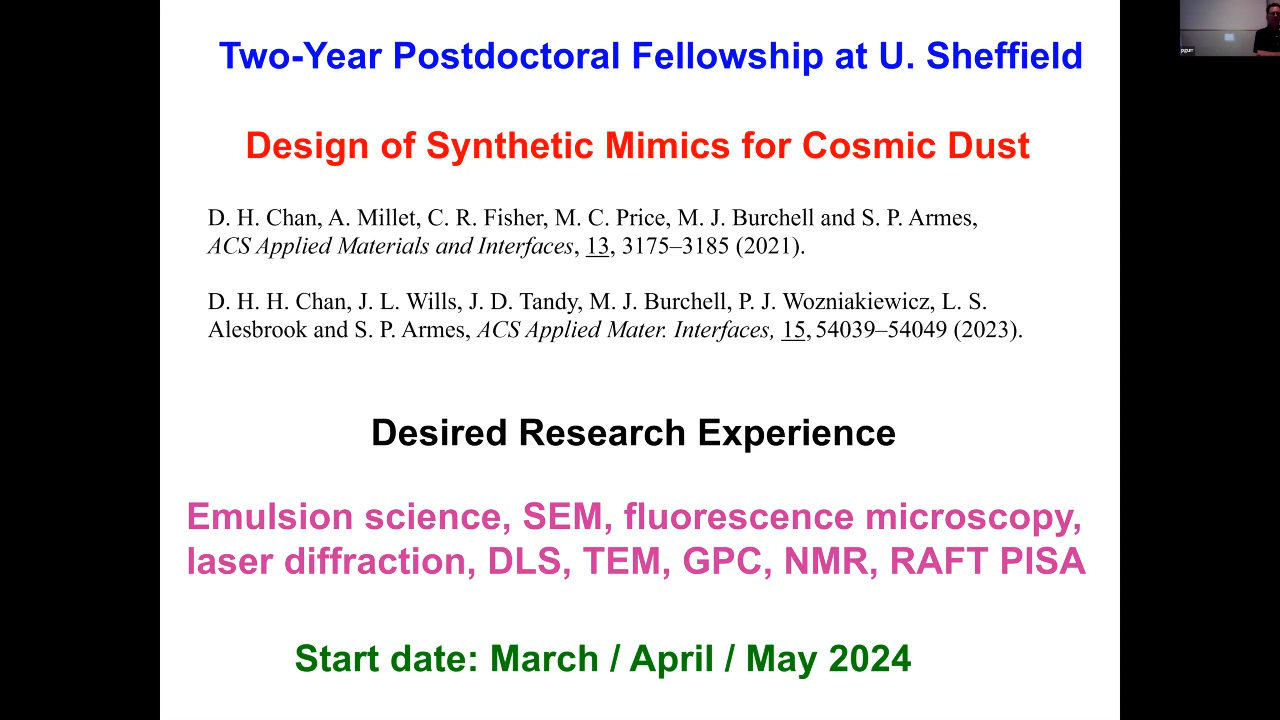 Two-Year Postdoctoral Fellowship at U. Sheffield
Design of Synthetic Mimics for Cosmic Dust
D. H. Chan, A. Millet, C. R. Fisher, M. C. Price, M. J. Burchell and S. P. Armes,
ACS Applied Materials and Interfaces, 13, 3175–3185 (2021).
D. H. H. Chan, J. L. Wills, J. D. Tandy, M. J. Burchell, P. J. Wozniakiewicz, L. S.
Alesbrook and S. P. Armes, ACS Applied Mater. Interfaces, 15, 54039–54049 (2023).
Desired Research Experience
Emulsion science, SEM, fluorescence microscopy,
laser diffraction, DLS, TEM, GPC, NMR, RAFT PISA
Start date: March / April / May 2024